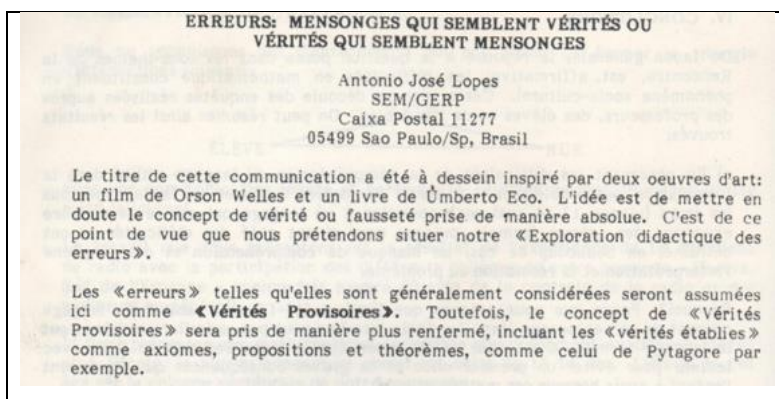 ERREURS: MENSONGES QUI SEMBLENT VÉRITÉS OU
VÉRITÉS QUI SEMBLENT MENSONGES
Antonio José Lopes
SEM/GERP
Caixa Postal 11277
05499 Sao Paulo/Sp, Brasil
Le titre de cette communication a été à dessein inspiré par deux oeuvres d'art:
un film de Orson Welles et un livre de Umberto Eco. L'idée est de mettre en
doute le concept de vérité ou fausseté prise de manière absolue. C'est de ce
point de vue que nous prétendons situer notre «Exploration didactique des
erreurs».
Les «erreurs» telles qu'elles sont généralement considérées seront assumées
ici comme «Vérités Provisoires». Toutefois, le concept de «Vérités
Provisoires» sera pris de manière plus renfermé, incluant les «vérités établies»
comme axiomes, propositions et théorèmes, comme celui de Pytagore par
exemple.